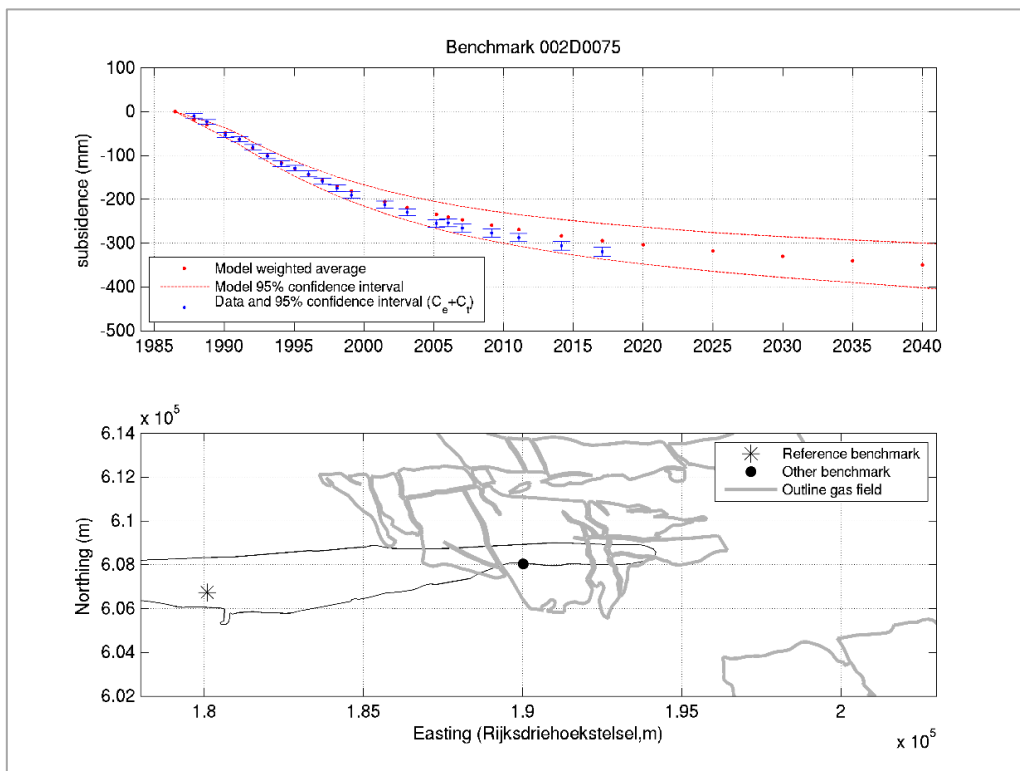 Benchmark 002D0075
100
0
-100
-200
-300
-400
-500
subsidence (mm)
Model weighted average
Model 95% confidence interval
Data and 95% confidence interval (C_e+C_t)
1985 1990 1995 2000 2005 2010 2015 2020 2025 2030 2035 2040
x 10^5
6.14
6.12
6.1
6.08
6.06
6.04
6.02
Northing (m)
Reference benchmark
Other benchmark
Outline gas field
1.8 1.85 1.9 1.95 2
Easting (Rijksdriehoekstelsel,m)
x 10^5